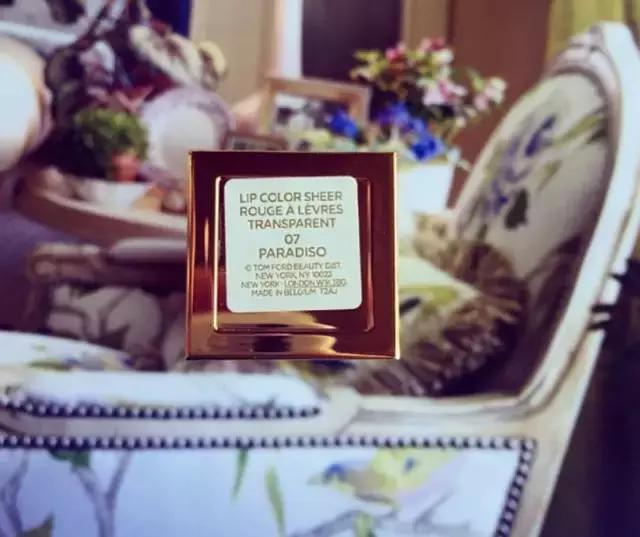 LIP COLOR SHEER
ROUGE À LÈVRES
TRANSPARENT
07
PARADISO
© TOM FORD BEAUTY, DIST.
NEW YORK, NY 10022
NEW YORK · LONDON W1K 3BQ
MADE IN BELGIUM T2AJ